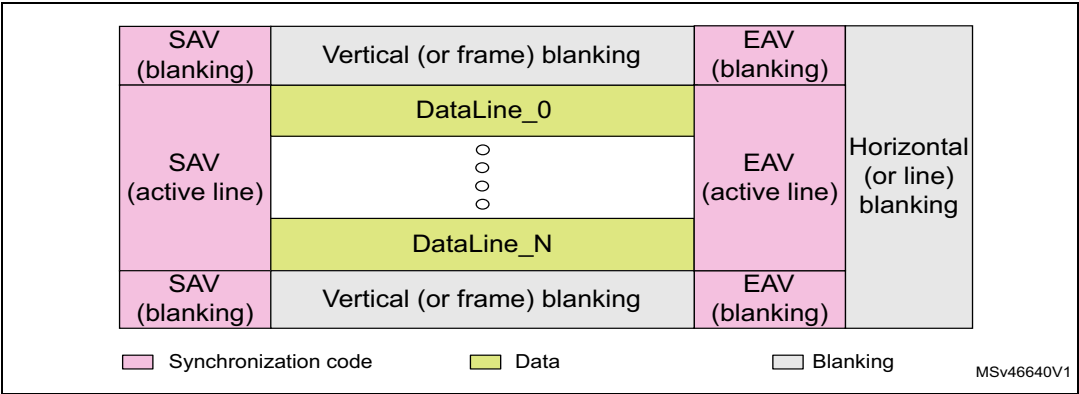 SAV
(blanking)
Vertical (or frame) blanking
EAV
(blanking)
DataLine_0
SAV
(active line)
EAV
(active line)
Horizontal
(or line)
blanking
DataLine_N
SAV
(blanking)
Vertical (or frame) blanking
EAV
(blanking)
Synchronization code
Data
Blanking
MSv46640V1